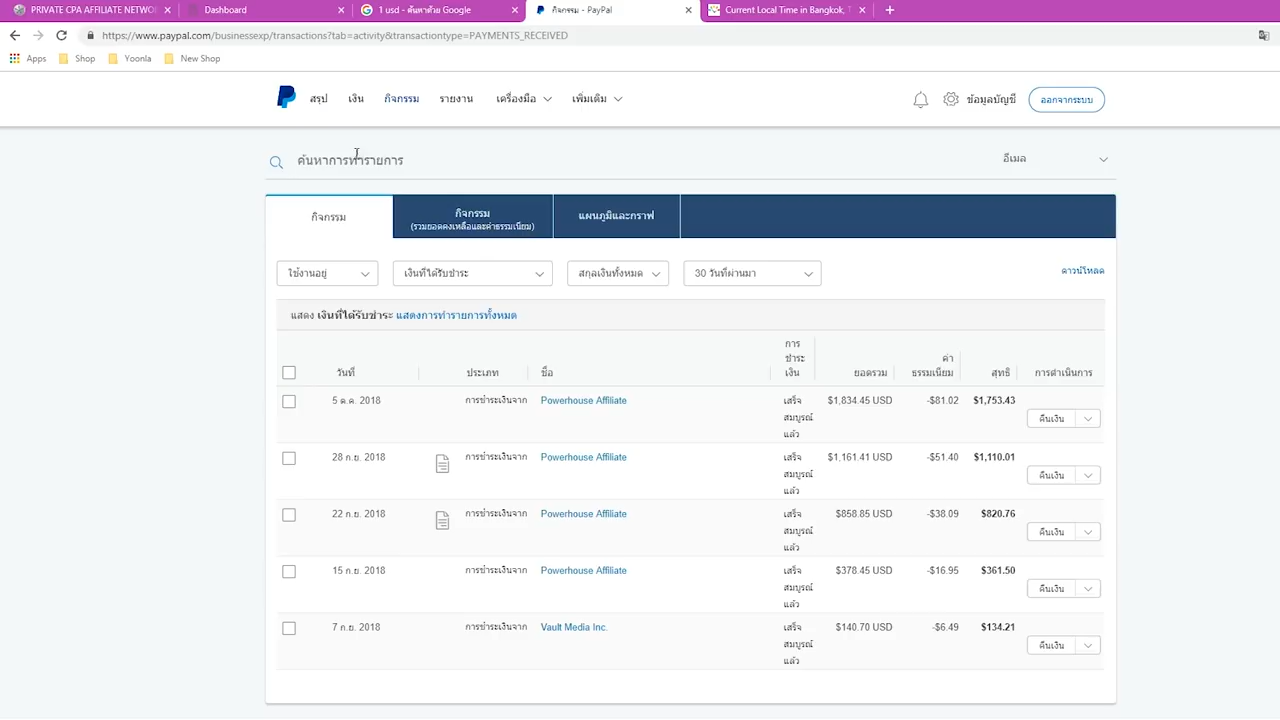 PRIVATE CPA AFFILIATE NETWO
Dashboard
1 usd - ค้นหาด้วย Google
กิจกรรม - PayPal
Current Local Time in Bangkok, T
https://www.paypal.com/businessexp/transactions?tab=activity&transactiontype=PAYMENTS_RECEIVED
Apps Shop Yoonla New Shop
สรุป เงิน กิจกรรม รายงาน เครื่องมือ เพิ่มเติม ข้อมูลบัญชี ออกจากระบบ
ค้นหาการทำรายการ อีเมล
กิจกรรม
กิจกรรม
(รวมยอดคงเหลือและค่าธรรมเนียม)
แผนภูมิและกราฟ
ใช้งานอยู่ เงินที่ได้รับชำระ สกุลเงินทั้งหมด 30 วันที่ผ่านมา ดาวน์โหลด
แสดง เงินที่ได้รับชำระ แสดงการทำรายการทั้งหมด
วันที่ ประเภท ชื่อ
การ
ชำระ
เงิน
ยอดรวม
ค่า
ธรรมเนียม
สุทธิ การดำเนินการ
5 ต.ค. 2018 การชำระเงินจาก Powerhouse Affiliate
เสร็จ
สมบูรณ์
แล้ว
$1,834.45 USD -$81.02 $1,753.43 คืนเงิน
28 ก.ย. 2018 การชำระเงินจาก Powerhouse Affiliate
เสร็จ
สมบูรณ์
แล้ว
$1,161.41 USD -$51.40 $1,110.01 คืนเงิน
22 ก.ย. 2018 การชำระเงินจาก Powerhouse Affiliate
เสร็จ
สมบูรณ์
แล้ว
$858.85 USD -$38.09 $820.76 คืนเงิน
15 ก.ย. 2018 การชำระเงินจาก Powerhouse Affiliate
เสร็จ
สมบูรณ์
แล้ว
$378.45 USD -$16.95 $361.50 คืนเงิน
7 ก.ย. 2018 การชำระเงินจาก Vault Media Inc.
เสร็จ
สมบูรณ์
แล้ว
$140.70 USD -$6.49 $134.21 คืนเงิน